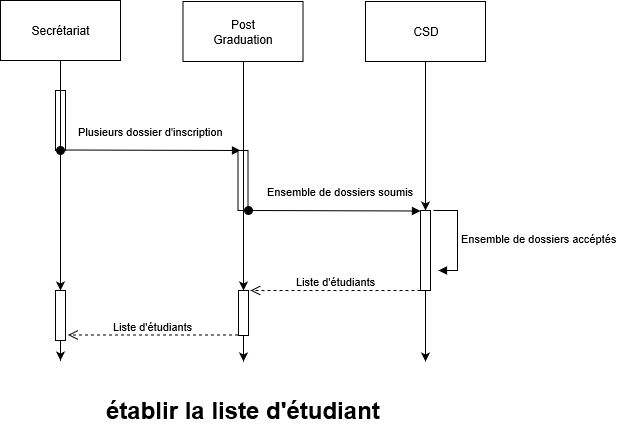 Secrétariat
Post
Graduation
CSD
Plusieurs dossier d'inscription
Ensemble de dossiers soumis
Ensemble de dossiers accéptés
Liste d'étudiants
Liste d'étudiants
établir la liste d'étudiant